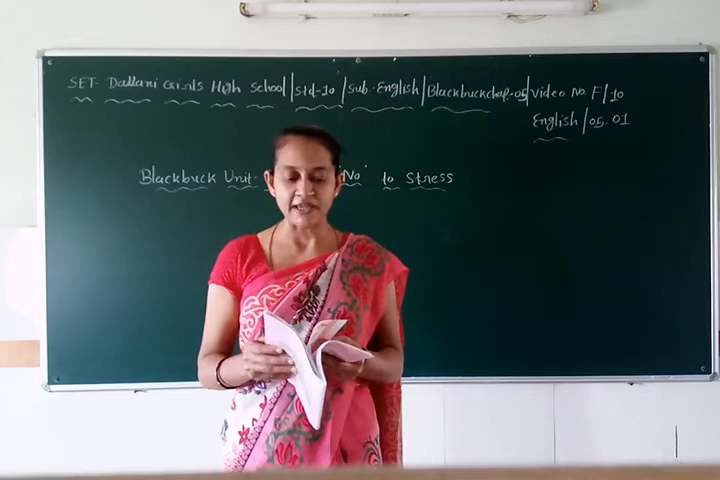 SET- Dattani Girls High School/Std-10/Sub-English/Blackbuckchap-05/Video No. F/10
English/05.01
Blackbuck Unit- "No" to Stress